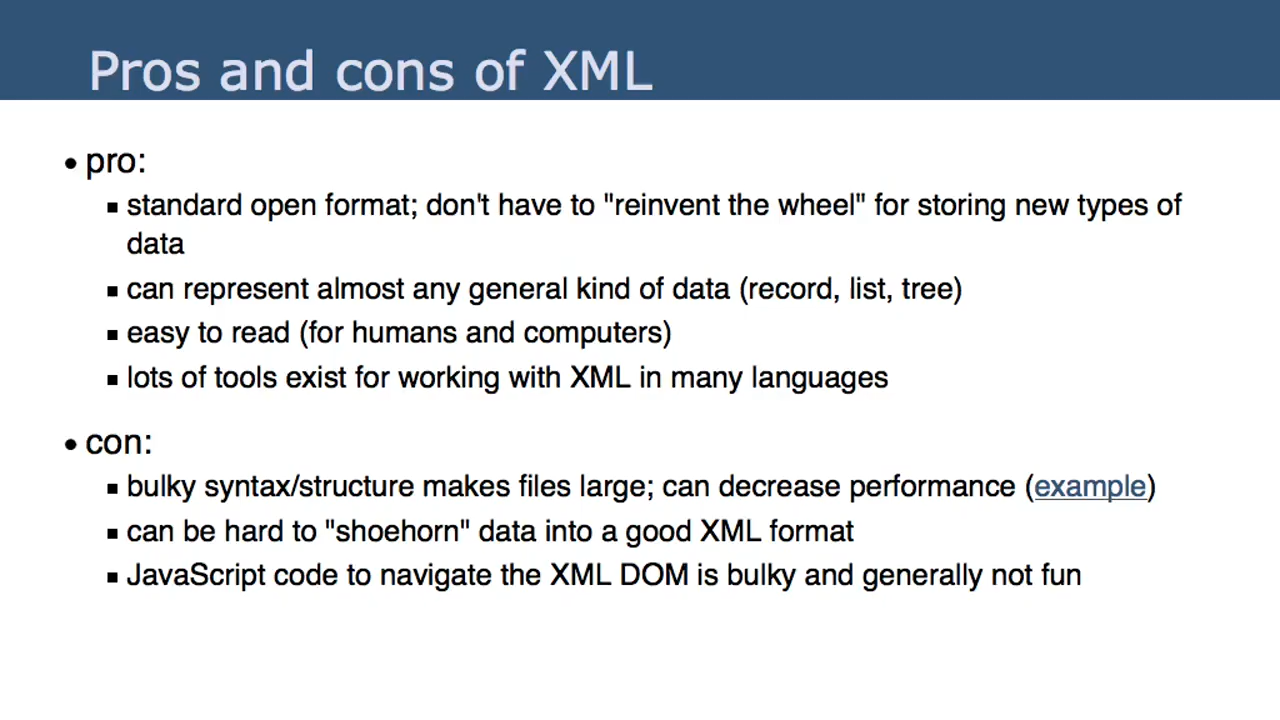 Pros and cons of XML
• pro:
▪ standard open format; don't have to "reinvent the wheel" for storing new types of
data
▪ can represent almost any general kind of data (record, list, tree)
▪ easy to read (for humans and computers)
▪ lots of tools exist for working with XML in many languages
• con:
▪ bulky syntax/structure makes files large; can decrease performance (example)
▪ can be hard to "shoehorn" data into a good XML format
▪ JavaScript code to navigate the XML DOM is bulky and generally not fun